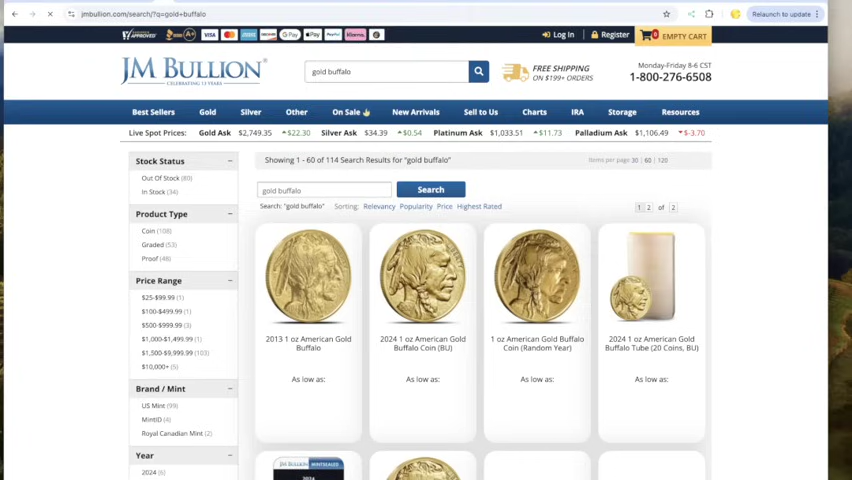 jmbullion.com/search/?q=gold+buffalo
Relaunch to update
APPROVED A+ VISA G Pay Pay PayPal Klarna
Log In Register 0 EMPTY CART
JM BULLION
CELEBRATING 13 YEARS
gold buffalo
FREE SHIPPING
ON $199+ ORDERS
Monday-Friday 8-6 CST
1-800-276-6508
Best Sellers Gold Silver Other On Sale New Arrivals Sell to Us Charts IRA Storage Resources
Live Spot Prices: Gold Ask $2,749.35 $22.30 Silver Ask $34.39 $0.54 Platinum Ask $1,033.51 $11.73 Palladium Ask $1,106.49 $-3.70
Stock Status −
Out Of Stock (80)
In Stock (34)
Product Type −
Coin (108)
Graded (53)
Proof (48)
Price Range −
$25-$99.99 (1)
$100-$499.99 (1)
$500-$999.99 (3)
$1,000-$1,499.99 (1)
$1,500-$9,999.99 (103)
$10,000+ (5)
Brand / Mint −
US Mint (99)
MintID (4)
Royal Canadian Mint (2)
Year −
2024 (6)
Showing 1 - 60 of 114 Search Results for "gold buffalo"
Items per page: 30 | 60 | 120
gold buffalo
Search
Search: "gold buffalo" Sorting: Relevancy Popularity Price Highest Rated
1 2 of 2
2013 1 oz American Gold
Buffalo
As low as:
2024 1 oz American Gold
Buffalo Coin (BU)
As low as:
1 oz American Gold Buffalo
Coin (Random Year)
As low as:
2024 1 oz American Gold
Buffalo Tube (20 Coins, BU)
As low as:
JM BULLION MINTSEALED
2024